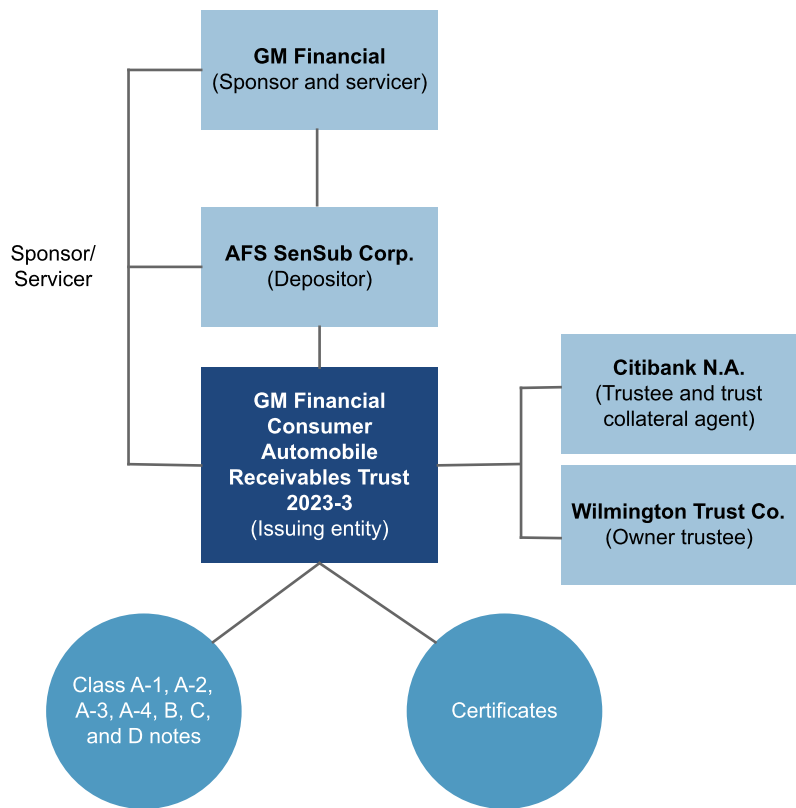 GM Financial
(Sponsor and servicer)
Sponsor/
Servicer
AFS SenSub Corp.
(Depositor)
GM Financial
Consumer
Automobile
Receivables Trust
2023-3
(Issuing entity)
Citibank N.A.
(Trustee and trust
collateral agent)
Wilmington Trust Co.
(Owner trustee)
Class A-1, A-2,
A-3, A-4, B, C,
and D notes
Certificates